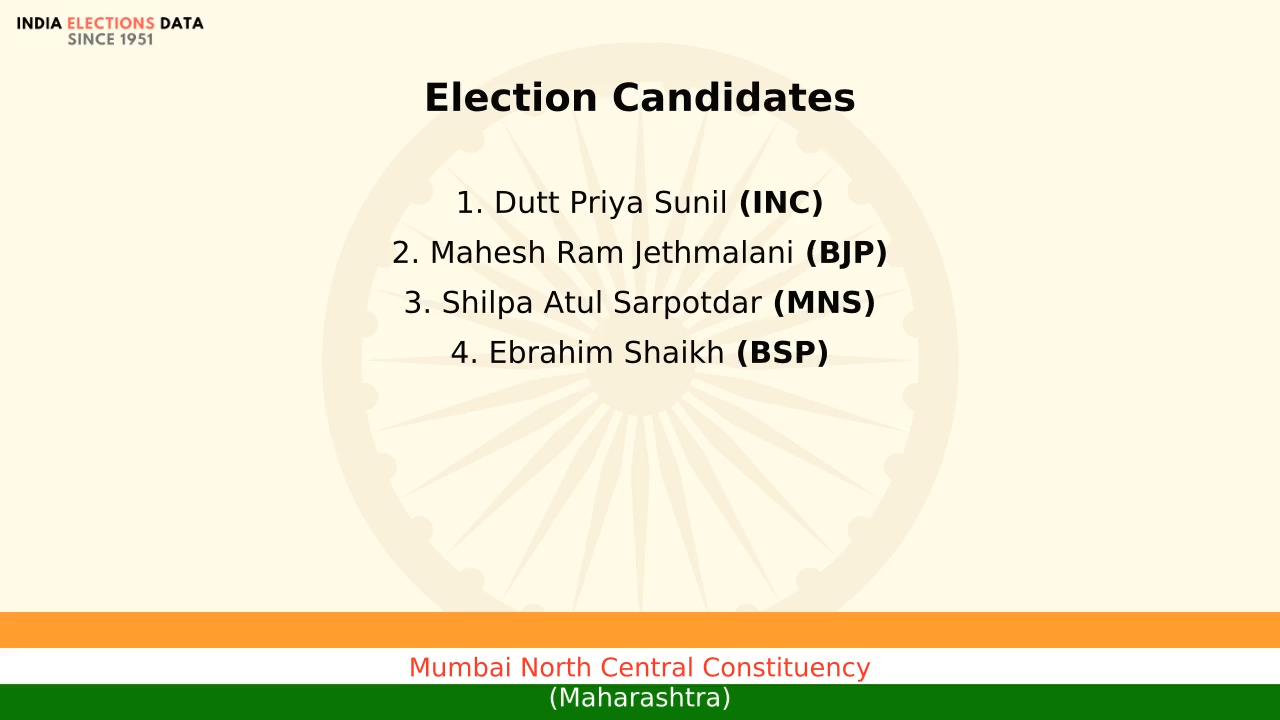 INDIA ELECTIONS DATA
SINCE 1951
Election Candidates
1. Dutt Priya Sunil (INC)
2. Mahesh Ram Jethmalani (BJP)
3. Shilpa Atul Sarpotdar (MNS)
4. Ebrahim Shaikh (BSP)
Mumbai North Central Constituency
(Maharashtra)